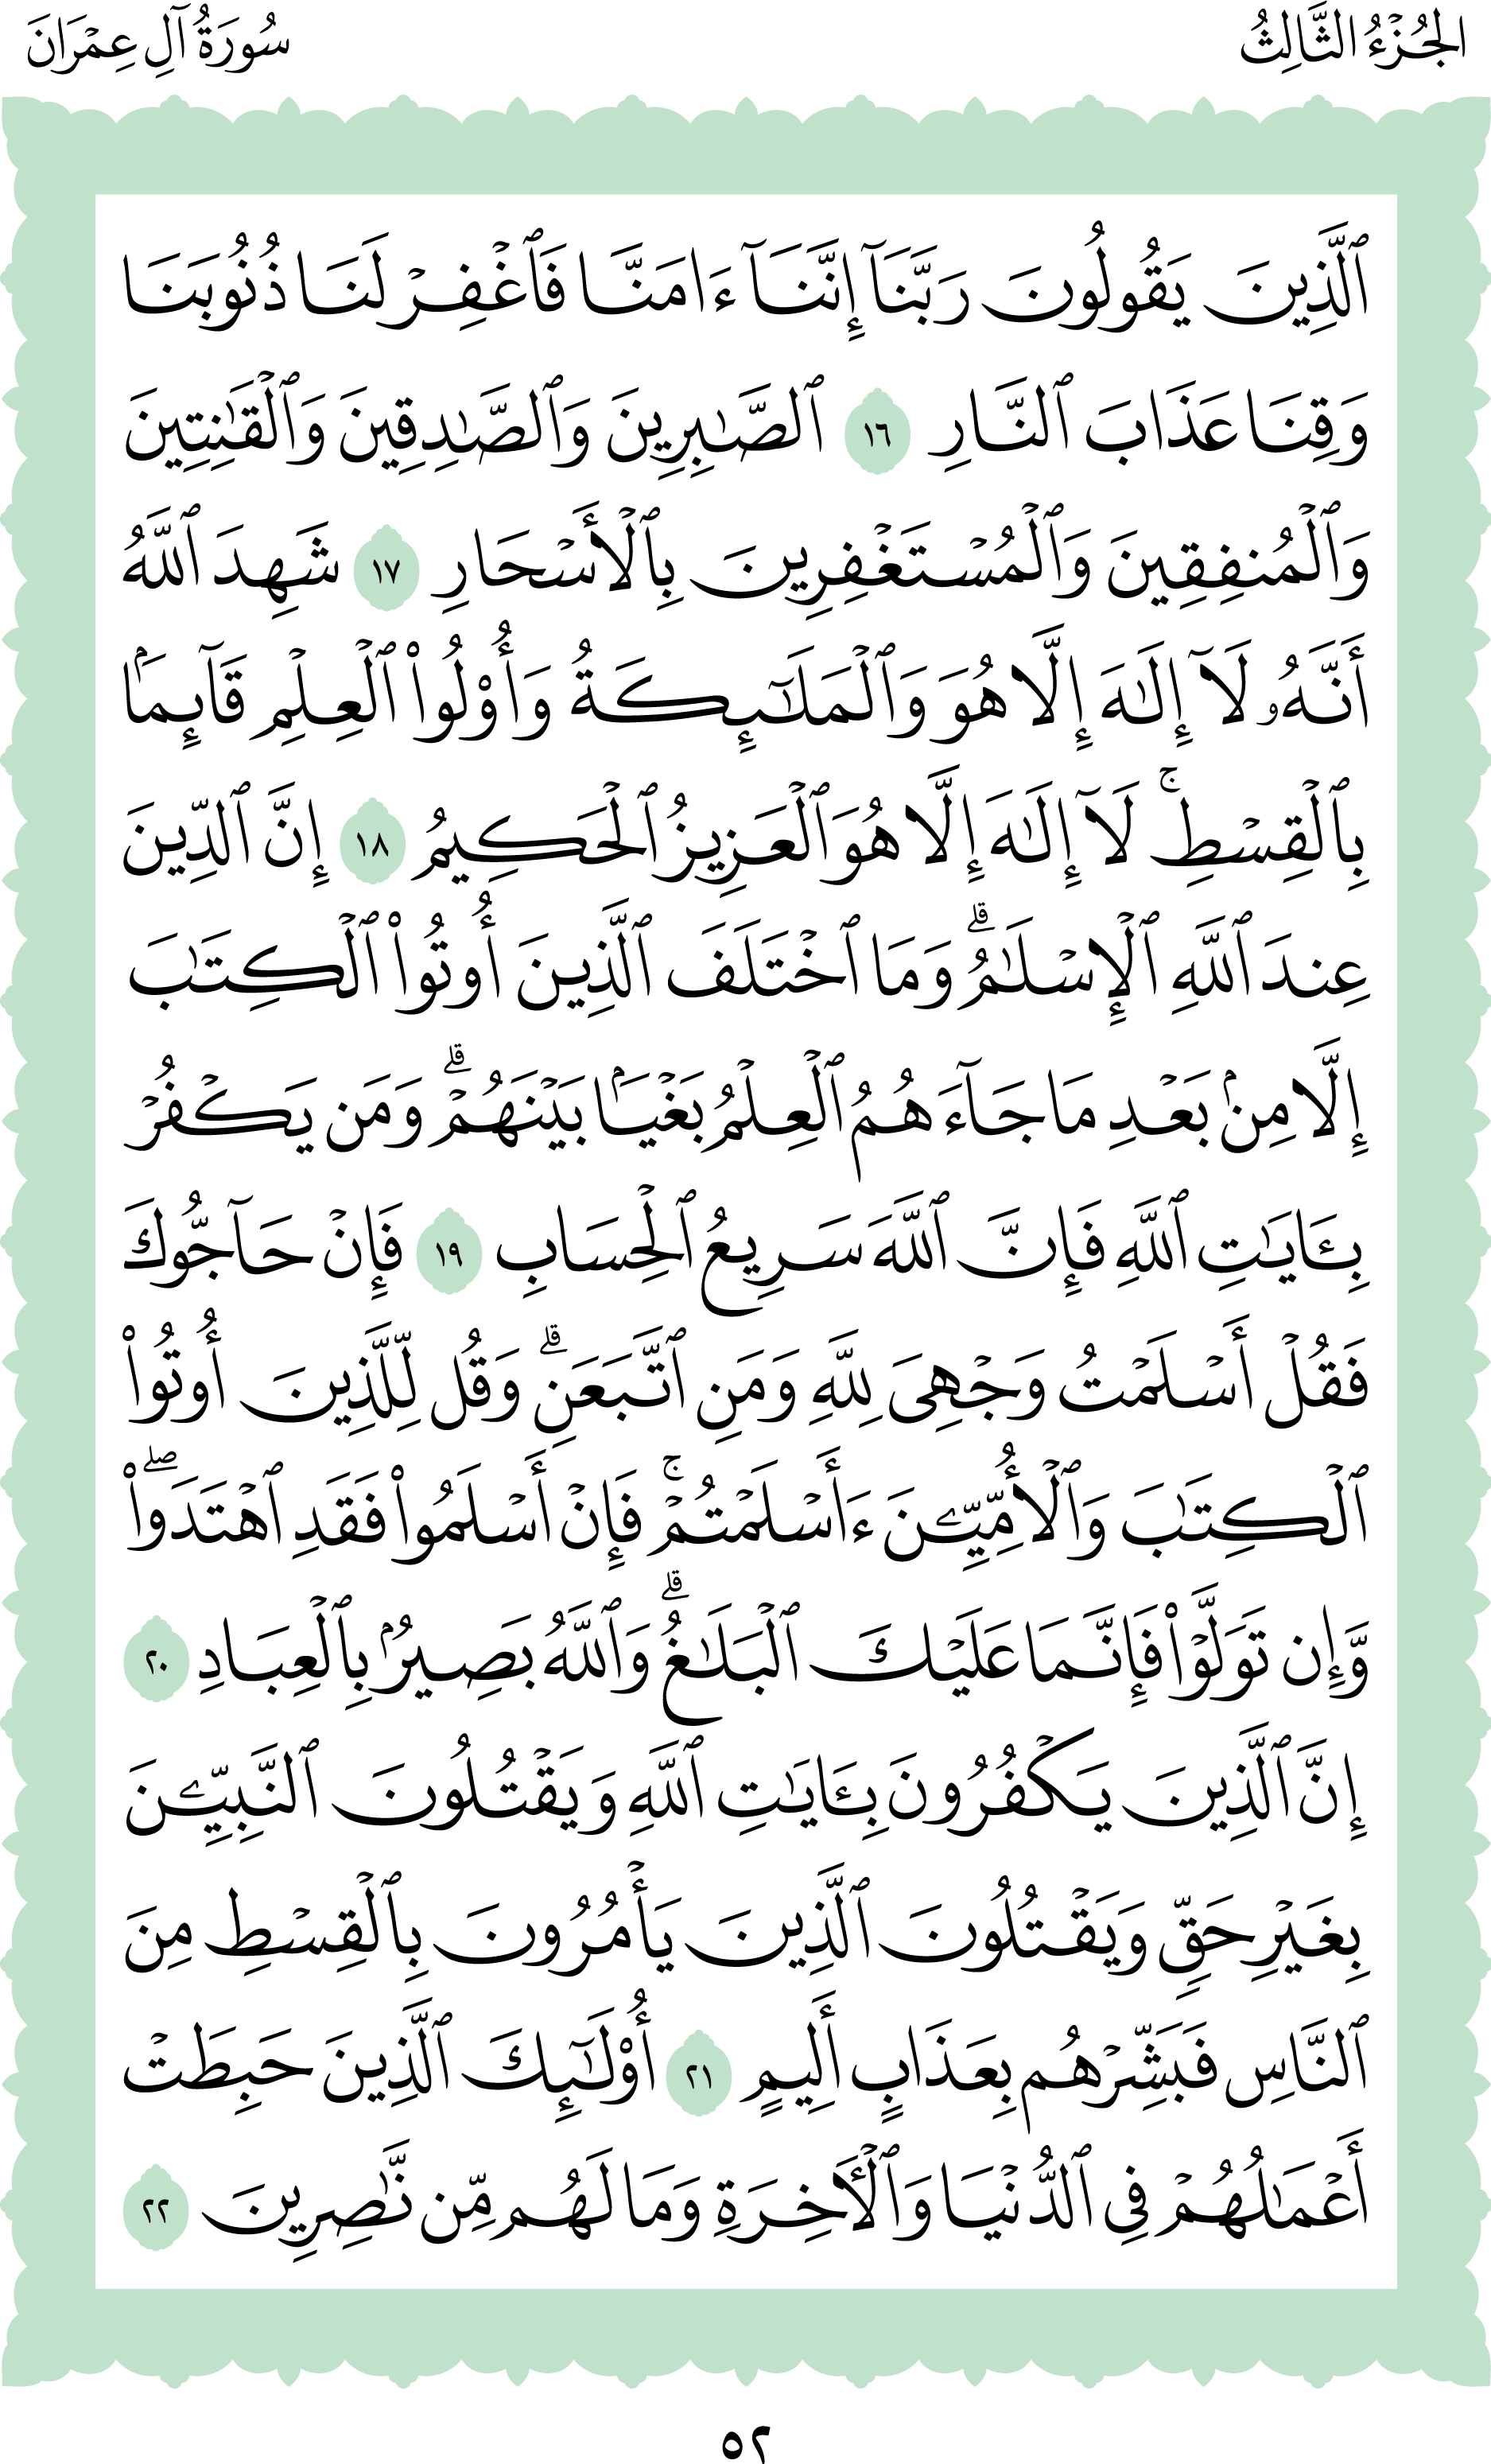 الجُزْءُ الثَّالِثُ
سُورَةُ آلِ عِمْرَانَ
ٱلَّذِينَ يَقُولُونَ رَبَّنَآ إِنَّنَآ ءَامَنَّا فَٱغْفِرْ لَنَا ذُنُوبَنَا
وَقِنَا عَذَابَ ٱلنَّارِ ١٦ ٱلصَّـٰبِرِينَ وَٱلصَّـٰدِقِينَ وَٱلْقَـٰنِتِينَ
وَٱلْمُنفِقِينَ وَٱلْمُسْتَغْفِرِينَ بِٱلْأَسْحَارِ ١٧ شَهِدَ ٱللَّهُ
أَنَّهُۥ لَآ إِلَـٰهَ إِلَّا هُوَ وَٱلْمَلَـٰٓئِكَةُ وَأُو۟لُوا۟ ٱلْعِلْمِ قَآئِمَۢا
بِٱلْقِسْطِ ۚ لَآ إِلَـٰهَ إِلَّا هُوَ ٱلْعَزِيزُ ٱلْحَكِيمُ ١٨ إِنَّ ٱلدِّينَ
عِندَ ٱللَّهِ ٱلْإِسْلَـٰمُ ۗ وَمَا ٱخْتَلَفَ ٱلَّذِينَ أُوتُوا۟ ٱلْكِتَـٰبَ
إِلَّا مِنۢ بَعْدِ مَا جَآءَهُمُ ٱلْعِلْمُ بَغْيَۢا بَيْنَهُمْ ۗ وَمَن يَكْفُرْ
بِـَٔايَـٰتِ ٱللَّهِ فَإِنَّ ٱللَّهَ سَرِيعُ ٱلْحِسَابِ ١٩ فَإِنْ حَآجُّوكَ
فَقُلْ أَسْلَمْتُ وَجْهِىَ لِلَّهِ وَمَنِ ٱتَّبَعَنِ ۗ وَقُل لِّلَّذِينَ أُوتُوا۟
ٱلْكِتَـٰبَ وَٱلْأُمِّيِّـۧنَ ءَأَسْلَمْتُمْ ۚ فَإِنْ أَسْلَمُوا۟ فَقَدِ ٱهْتَدَوا۟ ۖ
وَّإِن تَوَلَّوْا۟ فَإِنَّمَا عَلَيْكَ ٱلْبَلَـٰغُ ۗ وَٱللَّهُ بَصِيرُۢ بِٱلْعِبَادِ ٢٠
إِنَّ ٱلَّذِينَ يَكْفُرُونَ بِـَٔايَـٰتِ ٱللَّهِ وَيَقْتُلُونَ ٱلنَّبِيِّـۧنَ
بِغَيْرِ حَقٍّ وَيَقْتُلُونَ ٱلَّذِينَ يَأْمُرُونَ بِٱلْقِسْطِ مِنَ
ٱلنَّاسِ فَبَشِّرْهُم بِعَذَابٍ أَلِيمٍ ٢١ أُو۟لَـٰٓئِكَ ٱلَّذِينَ حَبِطَتْ
أَعْمَـٰلُهُمْ فِى ٱلدُّنْيَا وَٱلْـَٔاخِرَةِ وَمَا لَهُم مِّن نَّـٰصِرِينَ ٢٢
٥٢